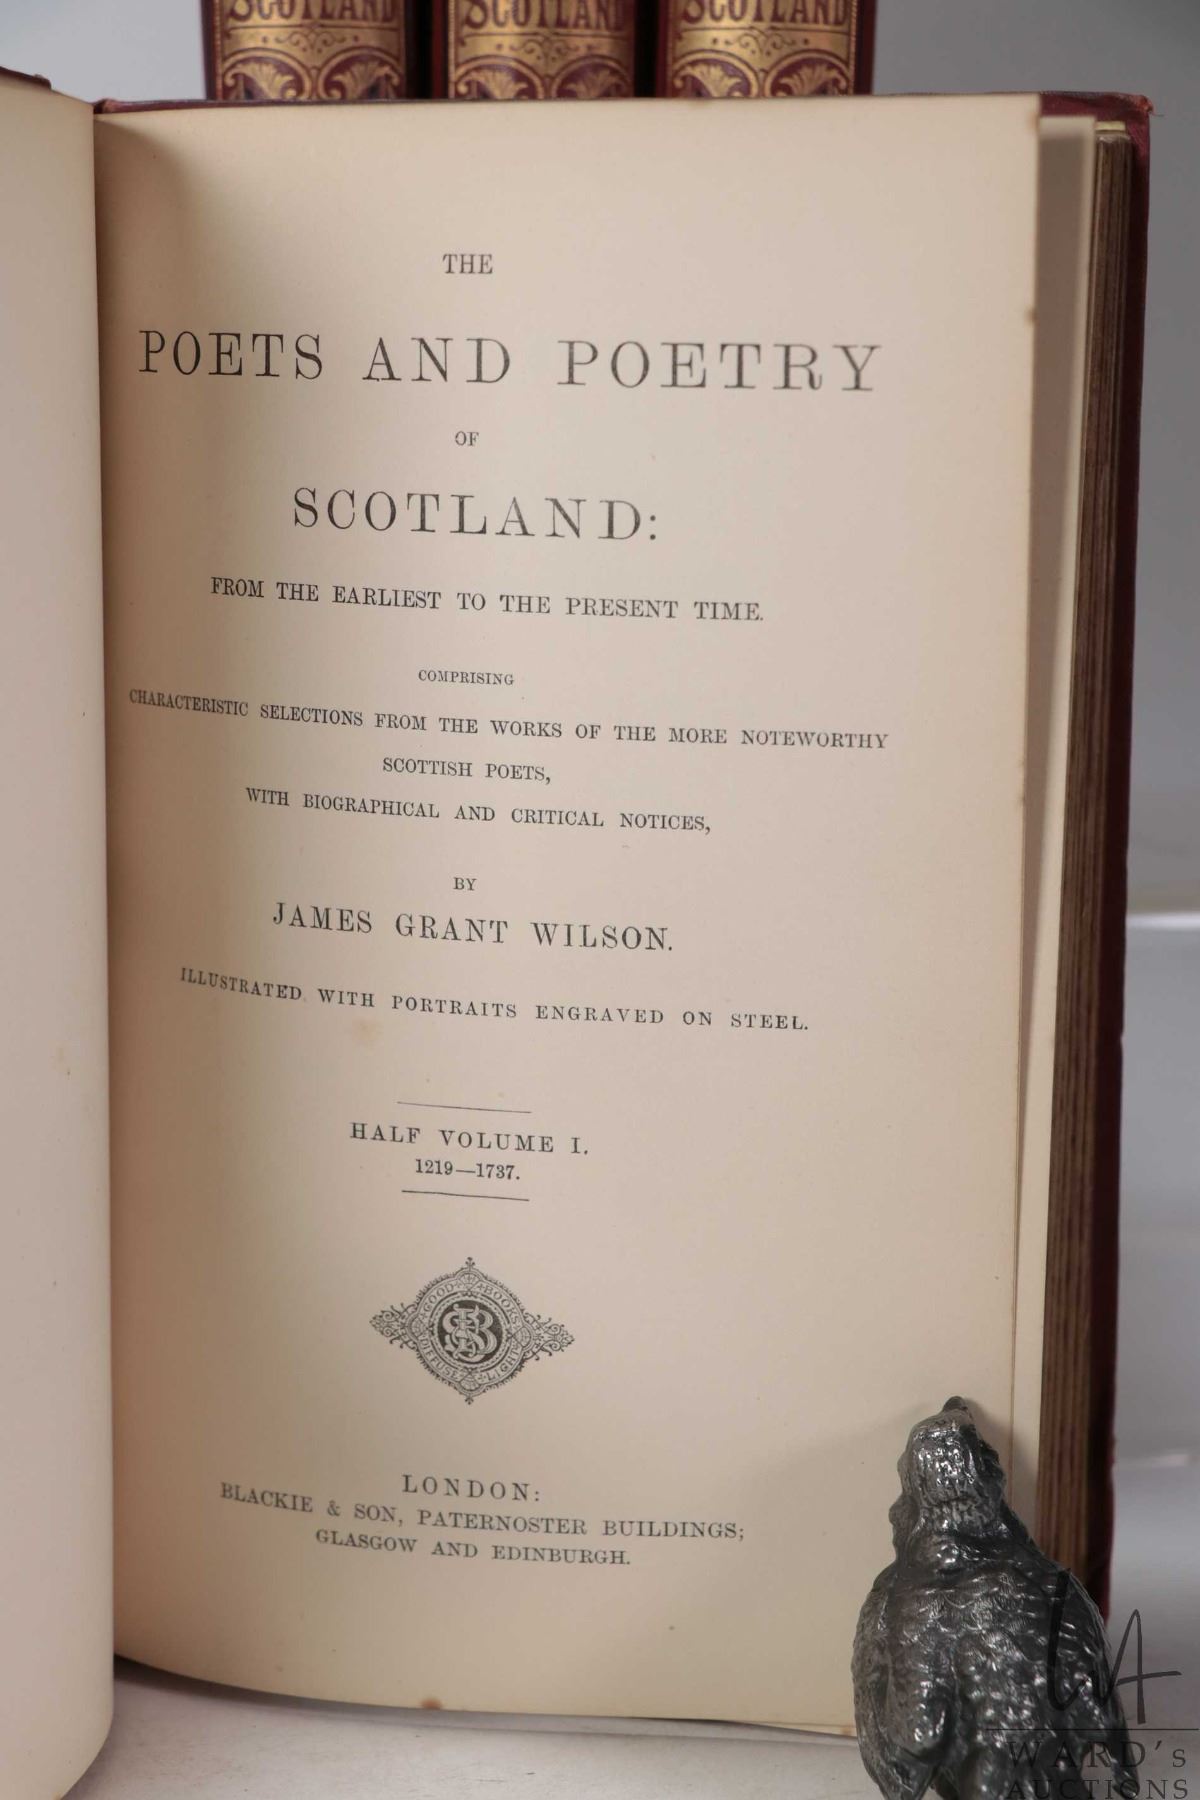 SCOTLAND SCOTLAND SCOTLAND
THE
POETS AND POETRY
OF
SCOTLAND:
FROM THE EARLIEST TO THE PRESENT TIME.
COMPRISING
CHARACTERISTIC SELECTIONS FROM THE WORKS OF THE MORE NOTEWORTHY
SCOTTISH POETS,
WITH BIOGRAPHICAL AND CRITICAL NOTICES,
BY
JAMES GRANT WILSON.
ILLUSTRATED WITH PORTRAITS ENGRAVED ON STEEL.
HALF VOLUME I.
1219—1737.
GOOD BOOKS
DIFFUSE LIGHT
LONDON:
BLACKIE & SON, PATERNOSTER BUILDINGS;
GLASGOW AND EDINBURGH.
WA
WARD'S
AUCTIONS